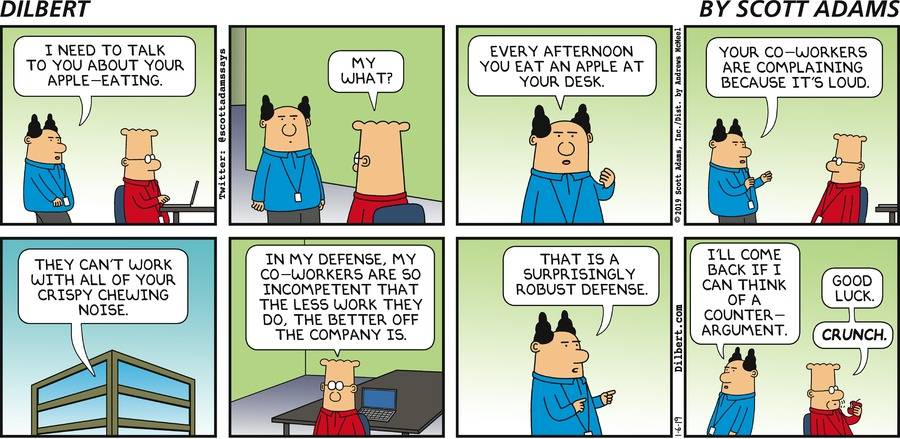 DILBERT
BY SCOTT ADAMS
I NEED TO TALK
TO YOU ABOUT YOUR
APPLE-EATING.
Twitter: @scottadamssays
MY
WHAT?
EVERY AFTERNOON
YOU EAT AN APPLE AT
YOUR DESK.
©2019 Scott Adams, Inc./Dist. by Andrews McMeel
YOUR CO-WORKERS
ARE COMPLAINING
BECAUSE IT'S LOUD.
THEY CAN'T WORK
WITH ALL OF YOUR
CRISPY CHEWING
NOISE.
IN MY DEFENSE, MY
CO-WORKERS ARE SO
INCOMPETENT THAT
THE LESS WORK THEY
DO, THE BETTER OFF
THE COMPANY IS.
THAT IS A
SURPRISINGLY
ROBUST DEFENSE.
Dilbert.com
1-6-19
I'LL COME
BACK IF I
CAN THINK
OF A
COUNTER-
ARGUMENT.
GOOD
LUCK.
CRUNCH.